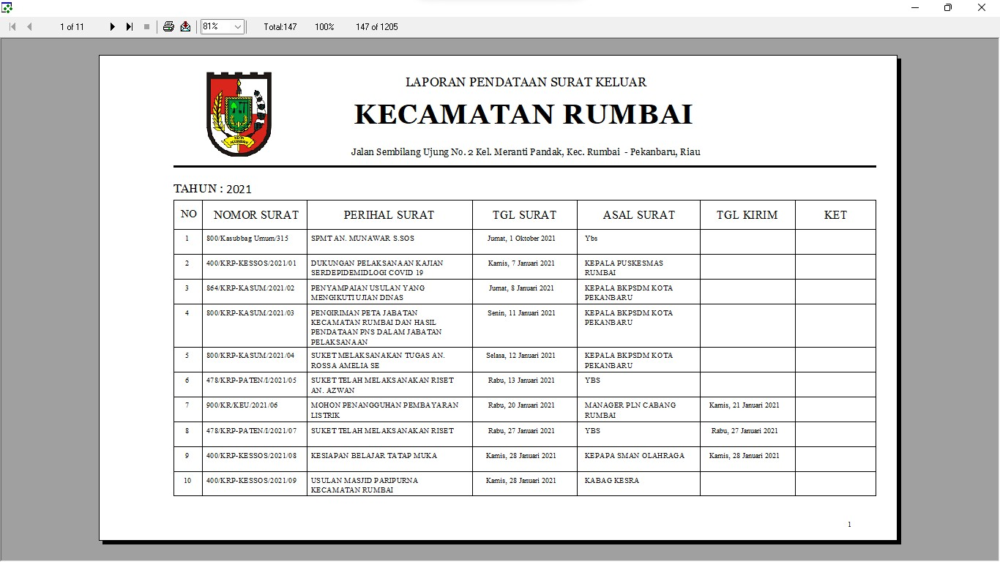 1 of 11
81%
Total:147
100%
147 of 1205
LAPORAN PENDATAAN SURAT KELUAR
KECAMATAN RUMBAI
Jalan Sembilang Ujung No. 2 Kel. Meranti Pandak, Kec. Rumbai - Pekanbaru, Riau
TAHUN : 2021
NO NOMOR SURAT PERIHAL SURAT TGL SURAT ASAL SURAT TGL KIRIM KET
1 800/Kasubbag Umum/315 SPMT AN. MUNAWAR S.SOS Jumat, 1 Oktober 2021 Ybs
2 400/KRP-KESSOS/2021/01 DUKUNGAN PELAKSANAAN KAJIAN Kamis, 7 Januari 2021 KEPALA PUSKESMAS
SERDEPIDEMIDLOGI COVID 19 RUMBAI
3 864/KRP-KASUM/2021/02 PENYAMPAIAN USULAN YANG Jumat, 8 Januari 2021 KEPALA BKPSDM KOTA
MENGIKUTI UJIAN DINAS PEKANBARU
4 800/KRP-KASUM/2021/03 PENGIRIMAN PETA JABATAN Senin, 11 Januari 2021 KEPALA BKPSDM KOTA
KECAMATAN RUMBAI DAN HASIL PEKANBARU
PENDATAAN PNS DALAM JABATAN
PELAKSANAAN
5 800/KRP-KASUM/2021/04 SUKET MELAKSANAKAN TUGAS AN. Selasa, 12 Januari 2021 KEPALA BKPSDM KOTA
ROSSA AMELIA SE PEKANBARU
6 478/KRP-PATEN/I/2021/05 SUKET TELAH MELAKSANAKAN RISET Rabu, 13 Januari 2021 YBS
AN. AZWAN
7 900/KR/KEU/2021/06 MOHON PENANGGUHAN PEMBAYARAN Rabu, 20 Januari 2021 MANAGER PLN CABANG Kamis, 21 Januari 2021
LISTRIK RUMBAI
8 478/KRP-PATEN/I/2021/07 SUKET TELAH MELAKSANAKAN RISET Rabu, 27 Januari 2021 YBS Rabu, 27 Januari 2021
9 400/KRP-KESSOS/2021/08 KESIAPAN BELAJAR TATAP MUKA Kamis, 28 Januari 2021 KEPAPA SMAN OLAHRAGA Kamis, 28 Januari 2021
10 400/KRP-KESSOS/2021/09 USULAN MASJID PARIPURNA Kamis, 28 Januari 2021 KABAG KESRA
KECAMATAN RUMBAI
1